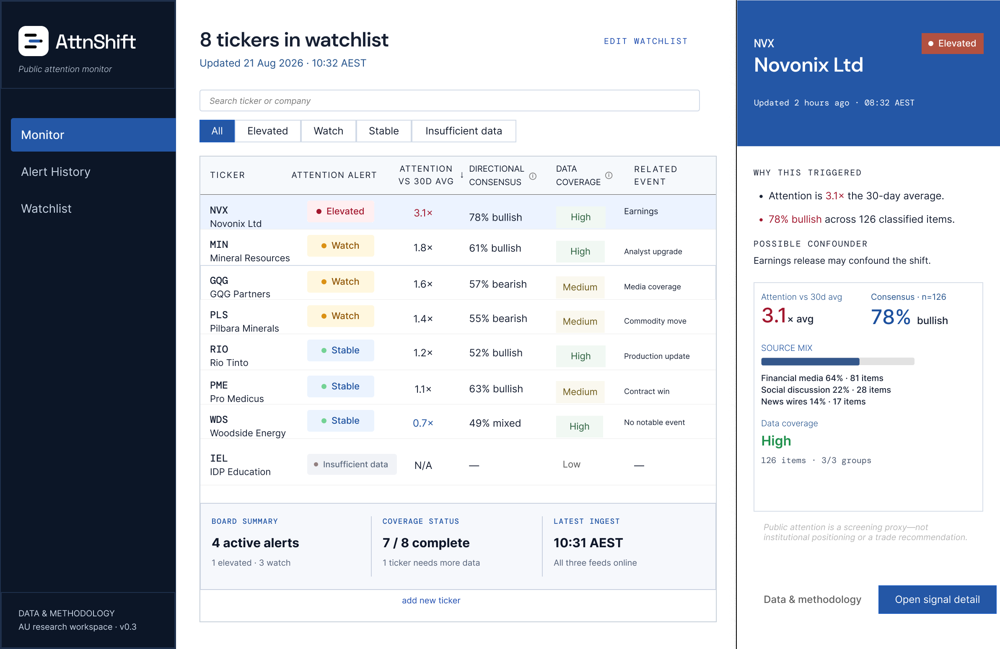 AttnShift
Public attention monitor
Monitor
Alert History
Watchlist
DATA & METHODOLOGY
AU research workspace · v0.3
8 tickers in watchlist
EDIT WATCHLIST
Updated 21 Aug 2026 · 10:32 AEST
Search ticker or company
All
Elevated
Watch
Stable
Insufficient data
TICKER
ATTENTION ALERT
ATTENTION
VS 30D AVG ↓
DIRECTIONAL
CONSENSUS
DATA
COVERAGE
RELATED
EVENT
NVX
Novonix Ltd
Elevated
3.1×
78% bullish
High
Earnings
MIN
Mineral Resources
Watch
1.8×
61% bullish
High
Analyst upgrade
GQG
GQG Partners
Watch
1.6×
57% bearish
Medium
Media coverage
PLS
Pilbara Minerals
Watch
1.4×
55% bearish
Medium
Commodity move
RIO
Rio Tinto
Stable
1.2×
52% bullish
High
Production update
PME
Pro Medicus
Stable
1.1×
63% bullish
Medium
Contract win
WDS
Woodside Energy
Stable
0.7×
49% mixed
High
No notable event
IEL
IDP Education
Insufficient data
N/A
—
Low
—
BOARD SUMMARY
4 active alerts
1 elevated · 3 watch
COVERAGE STATUS
7 / 8 complete
1 ticker needs more data
LATEST INGEST
10:31 AEST
All three feeds online
add new ticker
NVX
Elevated
Novonix Ltd
Updated 2 hours ago · 08:32 AEST
WHY THIS TRIGGERED
• Attention is 3.1× the 30-day average.
• 78% bullish across 126 classified items.
POSSIBLE CONFOUNDER
Earnings release may confound the shift.
Attention vs 30d avg
3.1× avg
Consensus · n=126
78% bullish
SOURCE MIX
Financial media 64% · 81 items
Social discussion 22% · 28 items
News wires 14% · 17 items
Data coverage
High
126 items · 3/3 groups
Public attention is a screening proxy—not
institutional positioning or a trade recommendation.
Data & methodology
Open signal detail